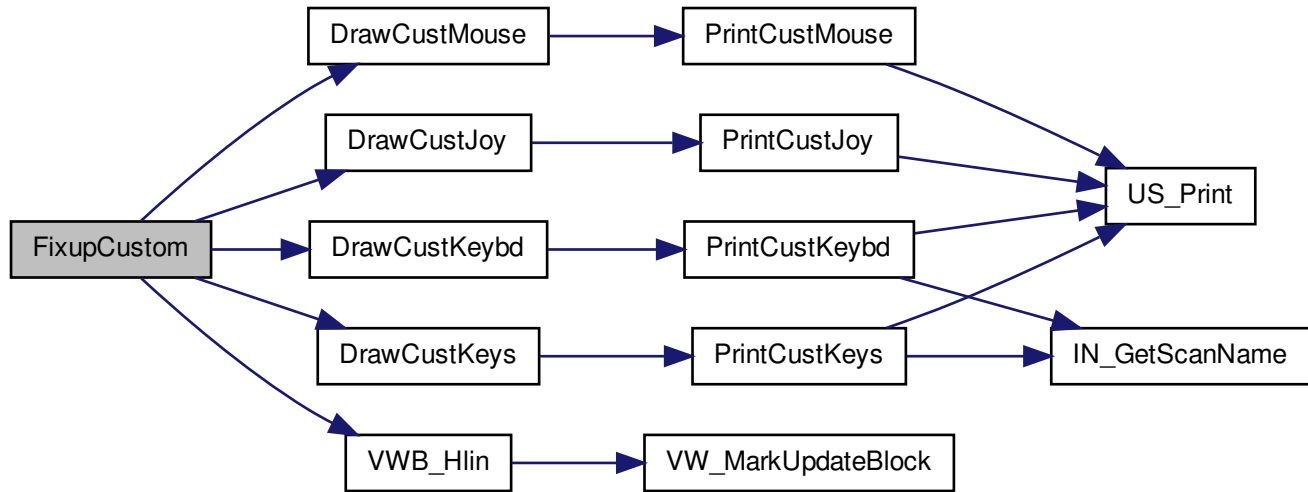 DrawCustMouse
PrintCustMouse
DrawCustJoy
PrintCustJoy
US_Print
FixupCustom
DrawCustKeybd
PrintCustKeybd
DrawCustKeys
PrintCustKeys
IN_GetScanName
VWB_Hlin
VW_MarkUpdateBlock